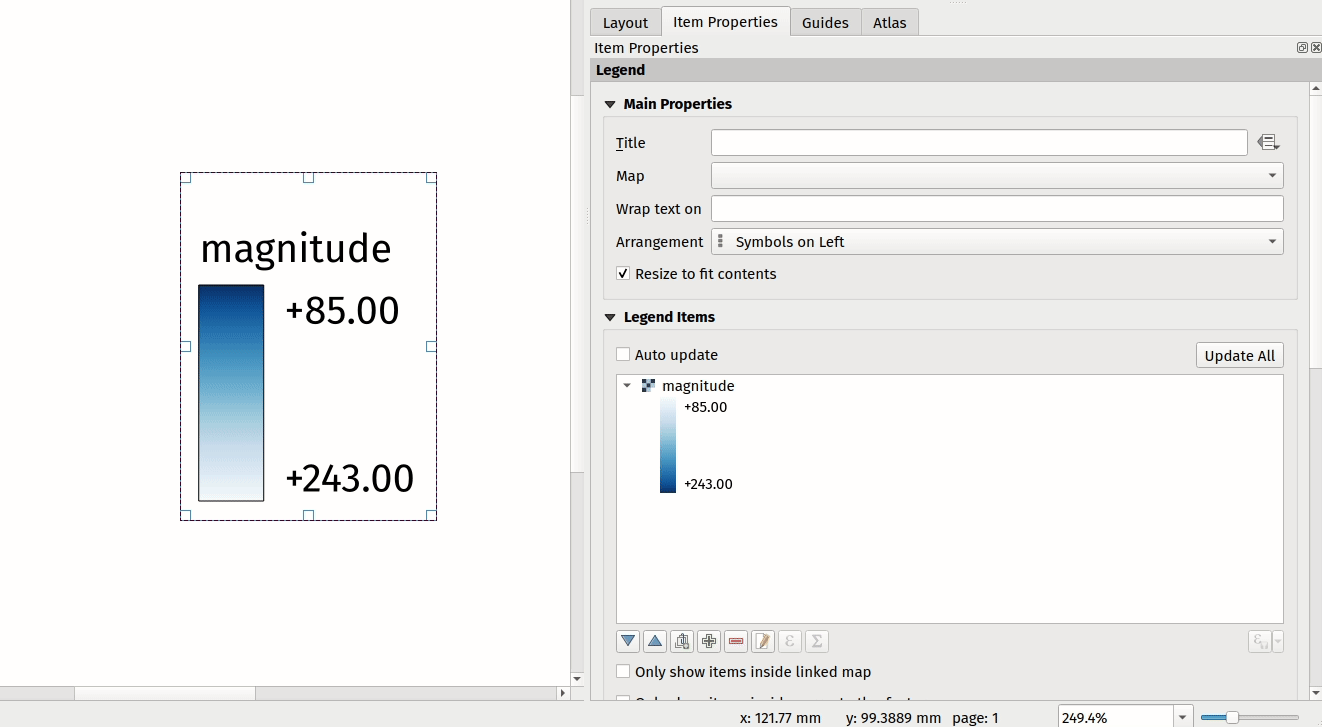 Layout
Item Properties
Guides
Atlas
Item Properties
Legend
Main Properties
Title
Map
Wrap text on
Arrangement
Symbols on Left
Resize to fit contents
Legend Items
Auto update
Update All
magnitude
+85.00
+243.00
Only show items inside linked map
magnitude
+85.00
+243.00
x: 121.77 mm
y: 99.3889 mm
page: 1
249.4%